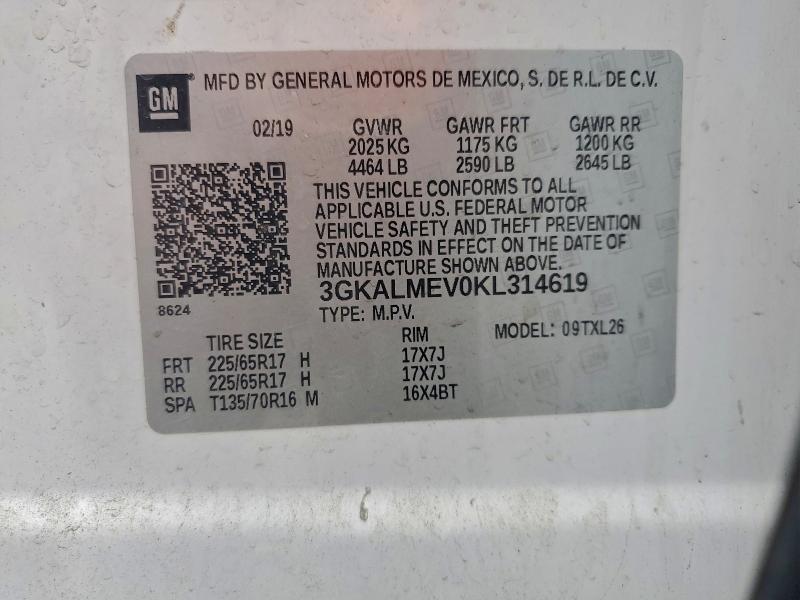 GM
MFD BY GENERAL MOTORS DE MEXICO, S. DE R.L. DE C.V.
02/19 GVWR GAWR FRT GAWR RR
2025 KG 1175 KG 1200 KG
4464 LB 2590 LB 2645 LB
THIS VEHICLE CONFORMS TO ALL
APPLICABLE U.S. FEDERAL MOTOR
VEHICLE SAFETY AND THEFT PREVENTION
STANDARDS IN EFFECT ON THE DATE OF
MANUFACTURE SHOWN ABOVE.
3GKALMEV0KL314619
8624
TYPE: M.P.V.
MODEL: 09TXL26
TIRE SIZE RIM
FRT 225/65R17 H 17X7J
RR 225/65R17 H 17X7J
SPA T135/70R16 M 16X4BT